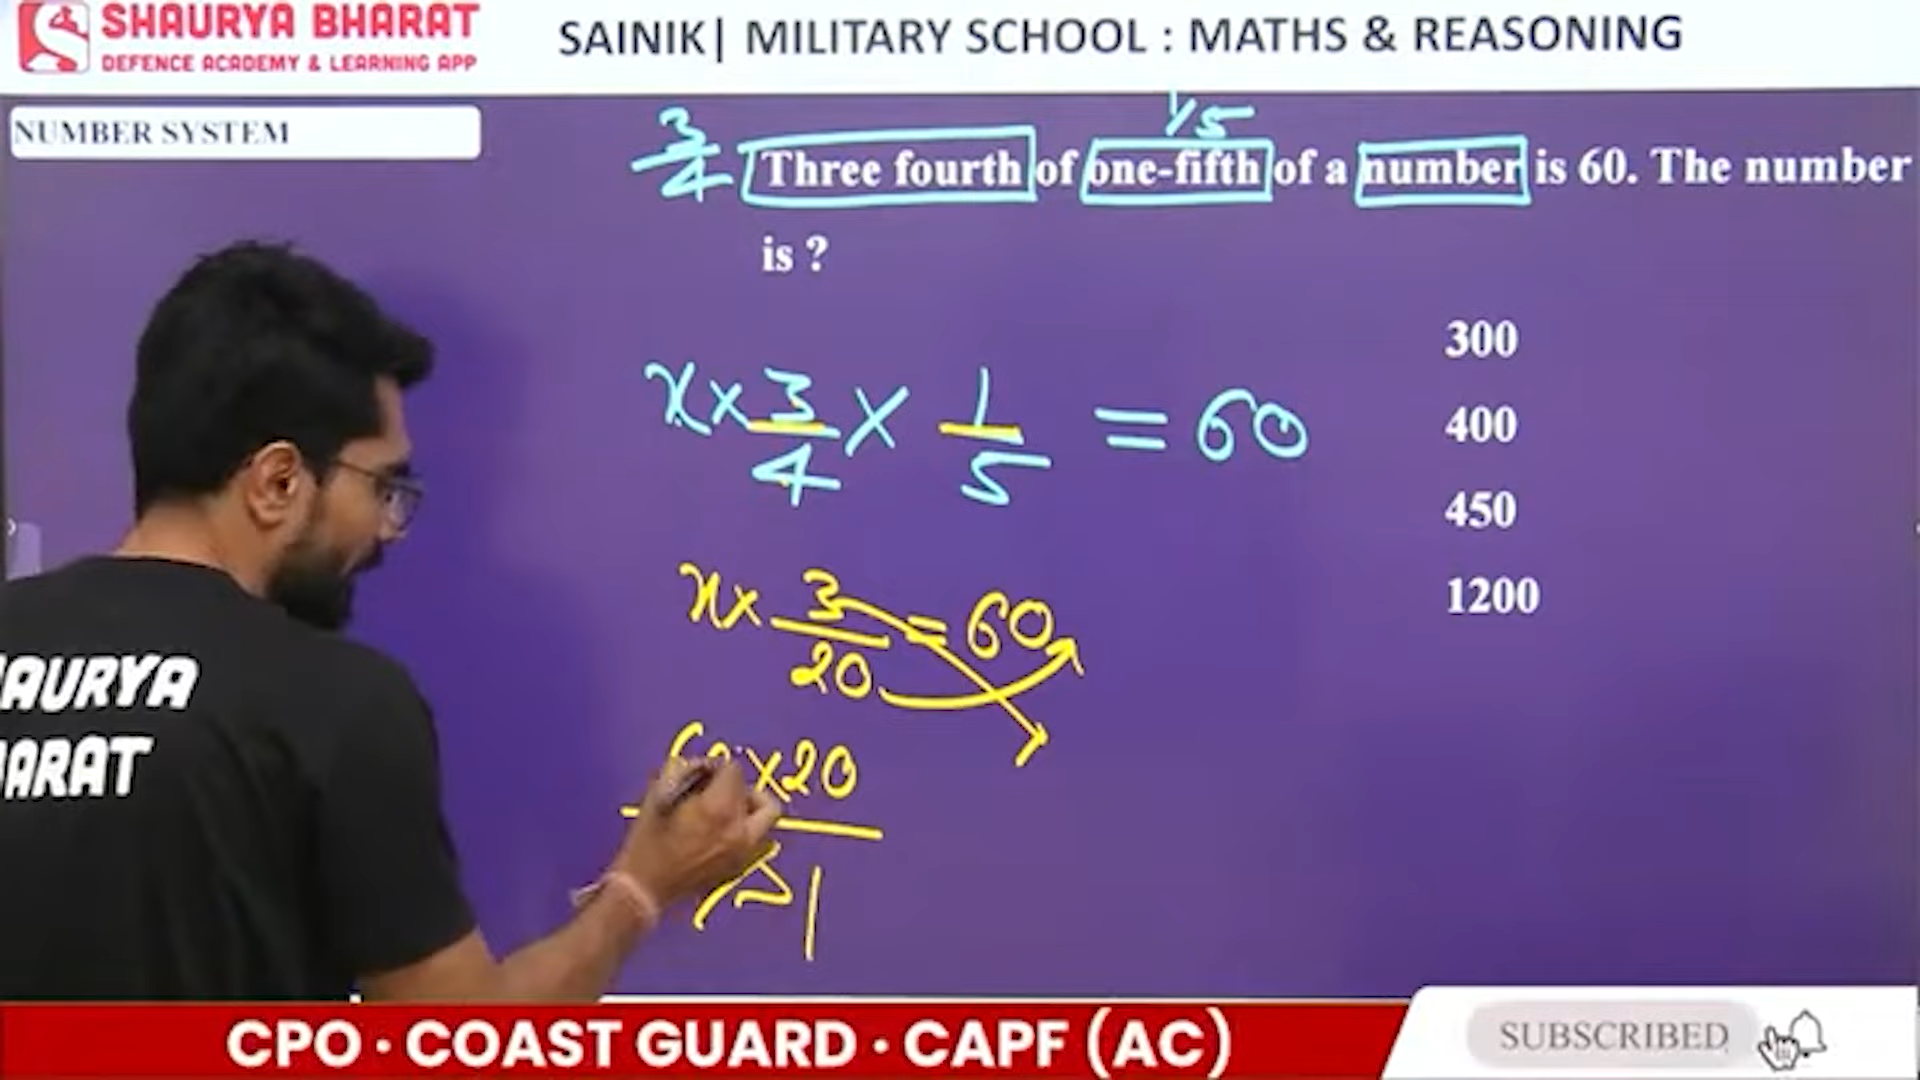 SHAURYA BHARAT
DEFENCE ACADEMY & LEARNING APP
SAINIK| MILITARY SCHOOL : MATHS & REASONING
NUMBER SYSTEM
1/5
3/4 Three fourth of one-fifth of a number is 60. The number
is ?
300
x × 3/4 × 1/5 = 60
400
450
x × 3/20 = 60
1200
AURYA
ARAT
×20
CPO · COAST GUARD · CAPF (AC)
SUBSCRIBED